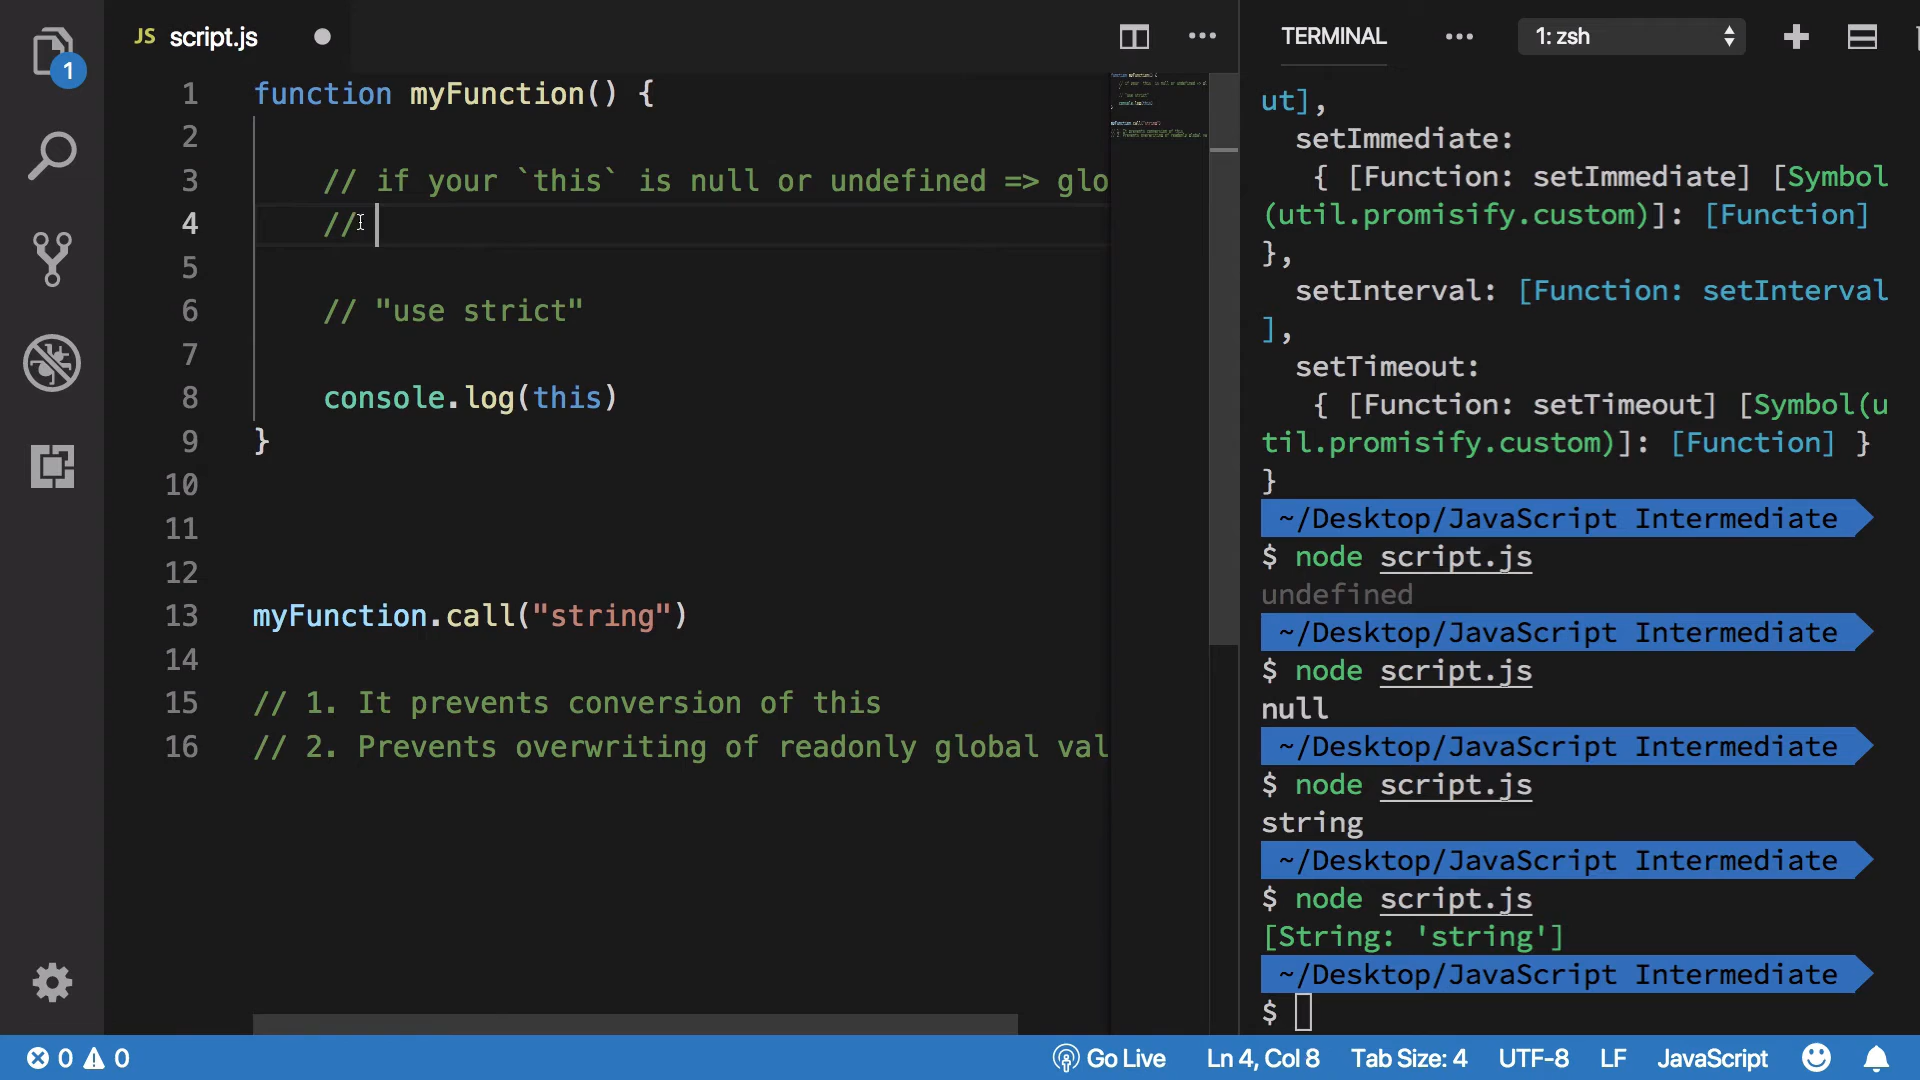 JS script.js
TERMINAL
1: zsh
1
1 function myFunction() {
2
3 // if your `this` is null or undefined => glo
4 //
5
6 // "use strict"
7
8 console.log(this)
9 }
10
11
12
13 myFunction.call("string")
14
15 // 1. It prevents conversion of this
16 // 2. Prevents overwriting of readonly global val
ut],
setImmediate:
{ [Function: setImmediate] [Symbol
(util.promisify.custom)]: [Function]
},
setInterval: [Function: setInterval
],
setTimeout:
{ [Function: setTimeout] [Symbol(u
til.promisify.custom)]: [Function] }
}
~/Desktop/JavaScript Intermediate
$ node script.js
undefined
~/Desktop/JavaScript Intermediate
$ node script.js
null
~/Desktop/JavaScript Intermediate
$ node script.js
string
~/Desktop/JavaScript Intermediate
$ node script.js
[String: 'string']
~/Desktop/JavaScript Intermediate
$
0 0
Go Live
Ln 4, Col 8
Tab Size: 4
UTF-8
LF
JavaScript